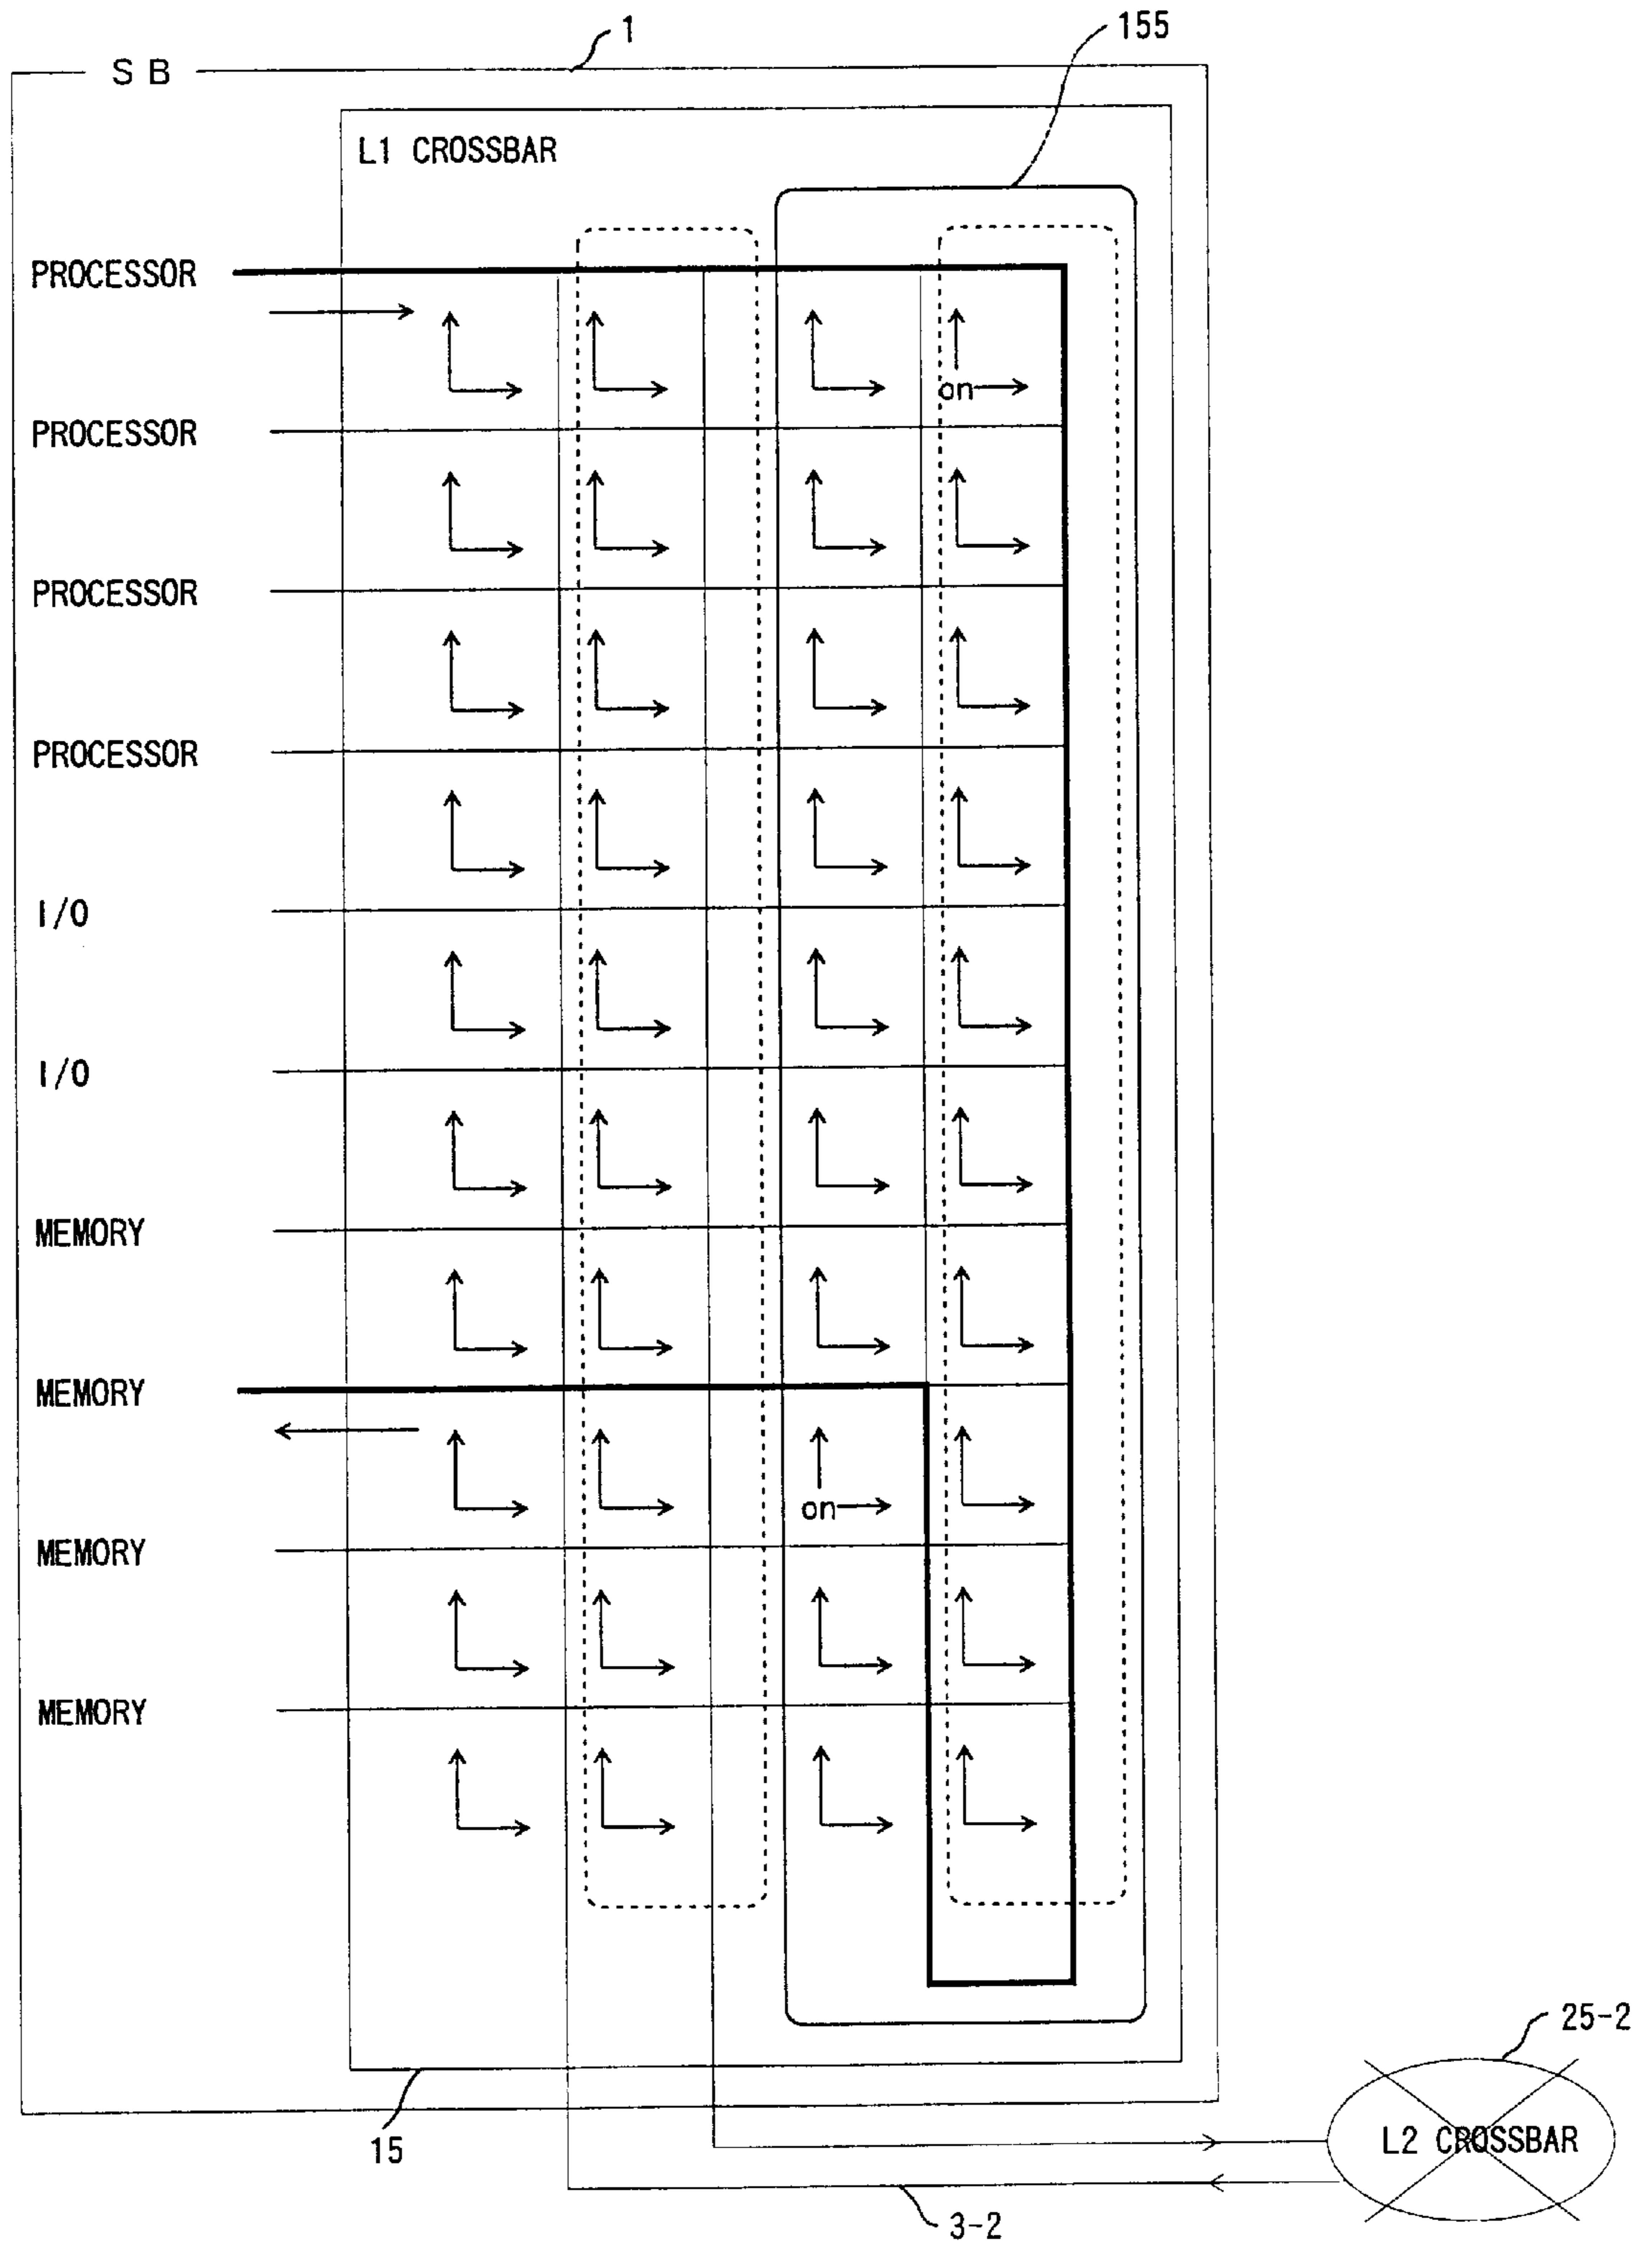 1
155
S B
L1 CROSSBAR
PROCESSOR
on
PROCESSOR
PROCESSOR
PROCESSOR
I/O
I/O
MEMORY
MEMORY
on
MEMORY
MEMORY
25-2
15
L2 CROSSBAR
3-2